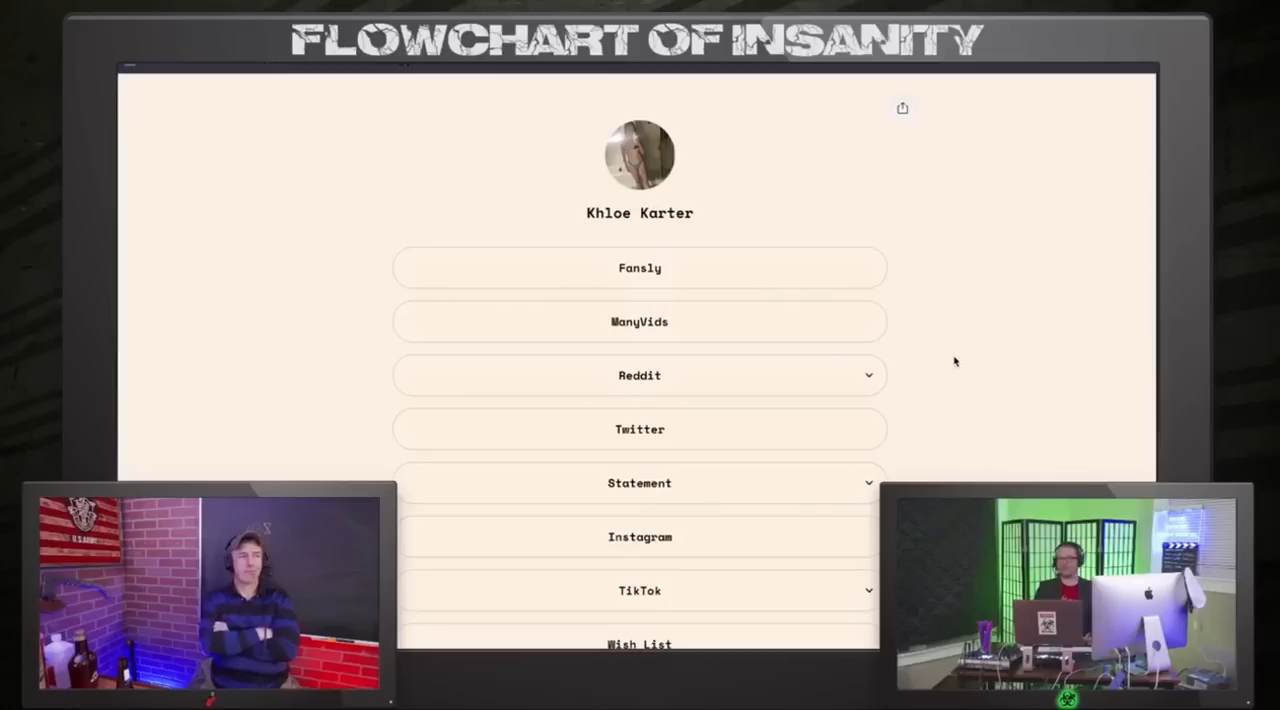 FLOWCHART OF INSANITY
Khloe Karter
Fansly
ManyVids
Reddit
Twitter
Statement
Instagram
TikTok
Wish List
U.S. ARMY
Z